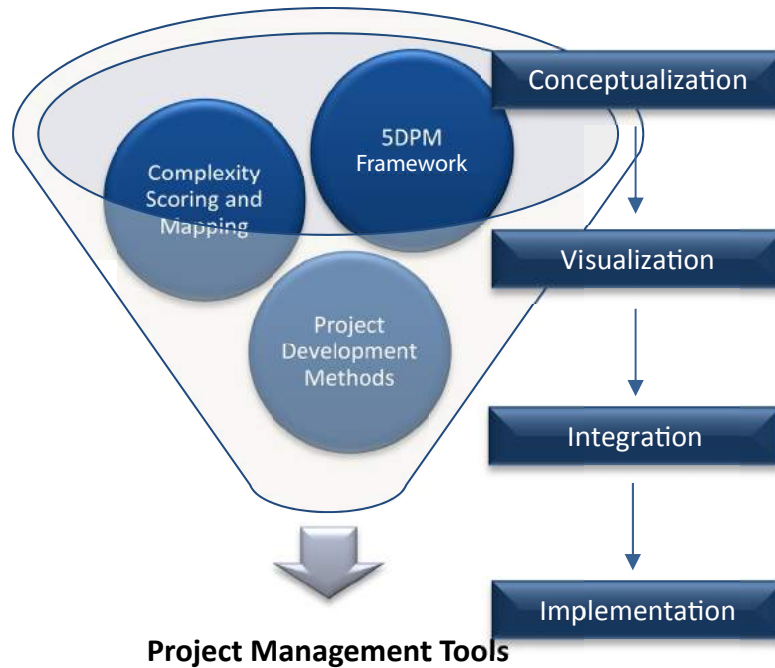 Conceptualization
5DPM
Framework
Complexity
Scoring and
Mapping
Visualization
Project
Development
Methods
Integration
Implementation
Project Management Tools